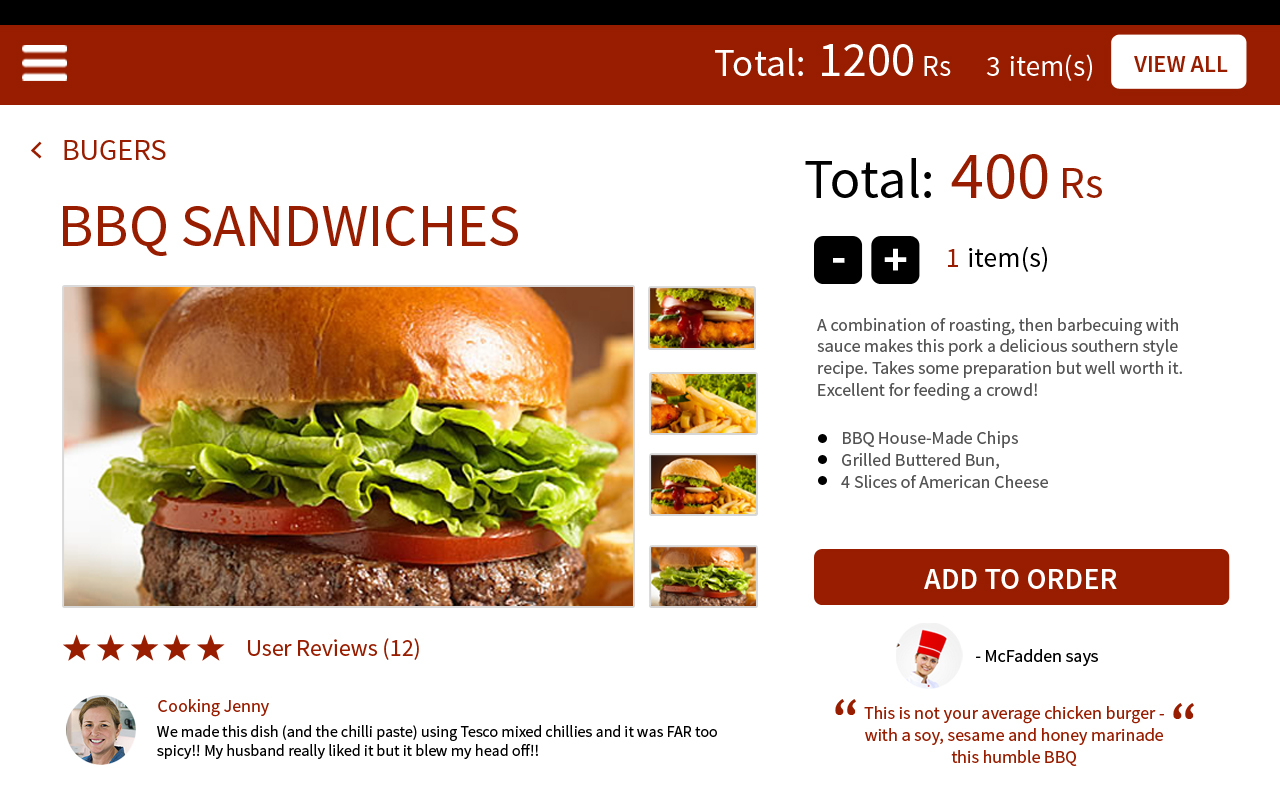 Total: 1200 Rs 3 item(s) VIEW ALL
< BUGERS
BBQ SANDWICHES
Total: 400 Rs
- + 1 item(s)
A combination of roasting, then barbecuing with
sauce makes this pork a delicious southern style
recipe. Takes some preparation but well worth it.
Excellent for feeding a crowd!
● BBQ House-Made Chips
● Grilled Buttered Bun,
● 4 Slices of American Cheese
ADD TO ORDER
User Reviews (12)
Cooking Jenny
We made this dish (and the chilli paste) using Tesco mixed chillies and it was FAR too
spicy!! My husband really liked it but it blew my head off!!
- McFadden says
“ This is not your average chicken burger - “
with a soy, sesame and honey marinade
this humble BBQ